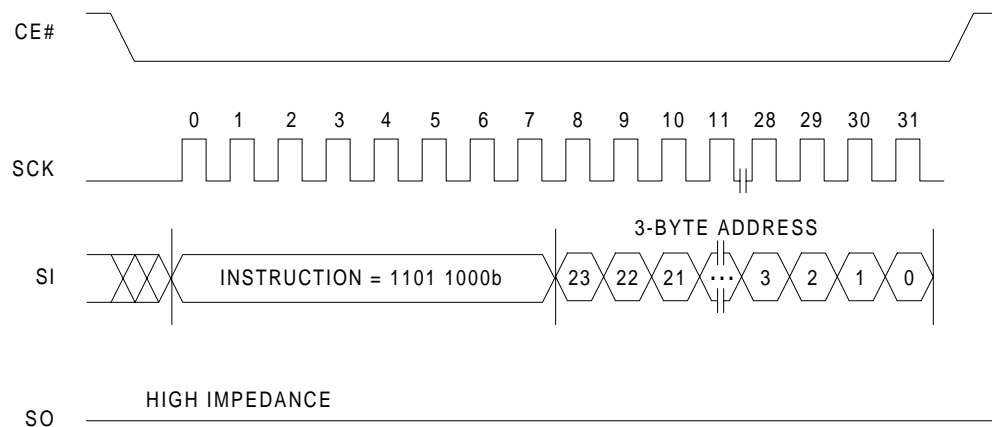 CE#
0 1 2 3 4 5 6 7 8 9 10 11 28 29 30 31
SCK
3-BYTE ADDRESS
SI INSTRUCTION = 1101 1000b 23 22 21 ... 3 2 1 0
HIGH IMPEDANCE
SO